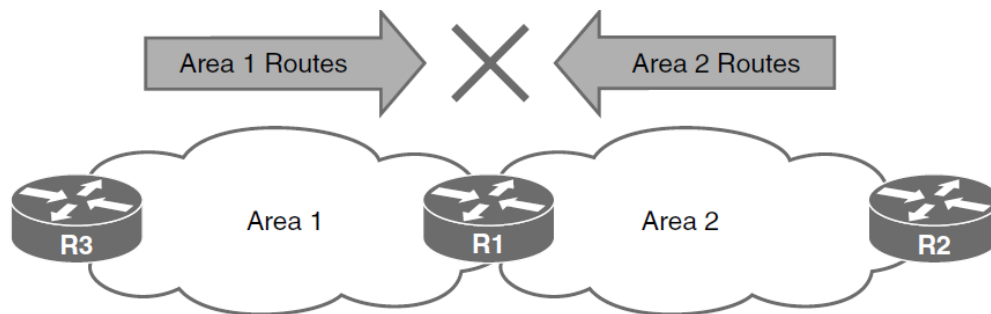 Area 1 Routes
Area 2 Routes
Area 1
Area 2
R3
R1
R2